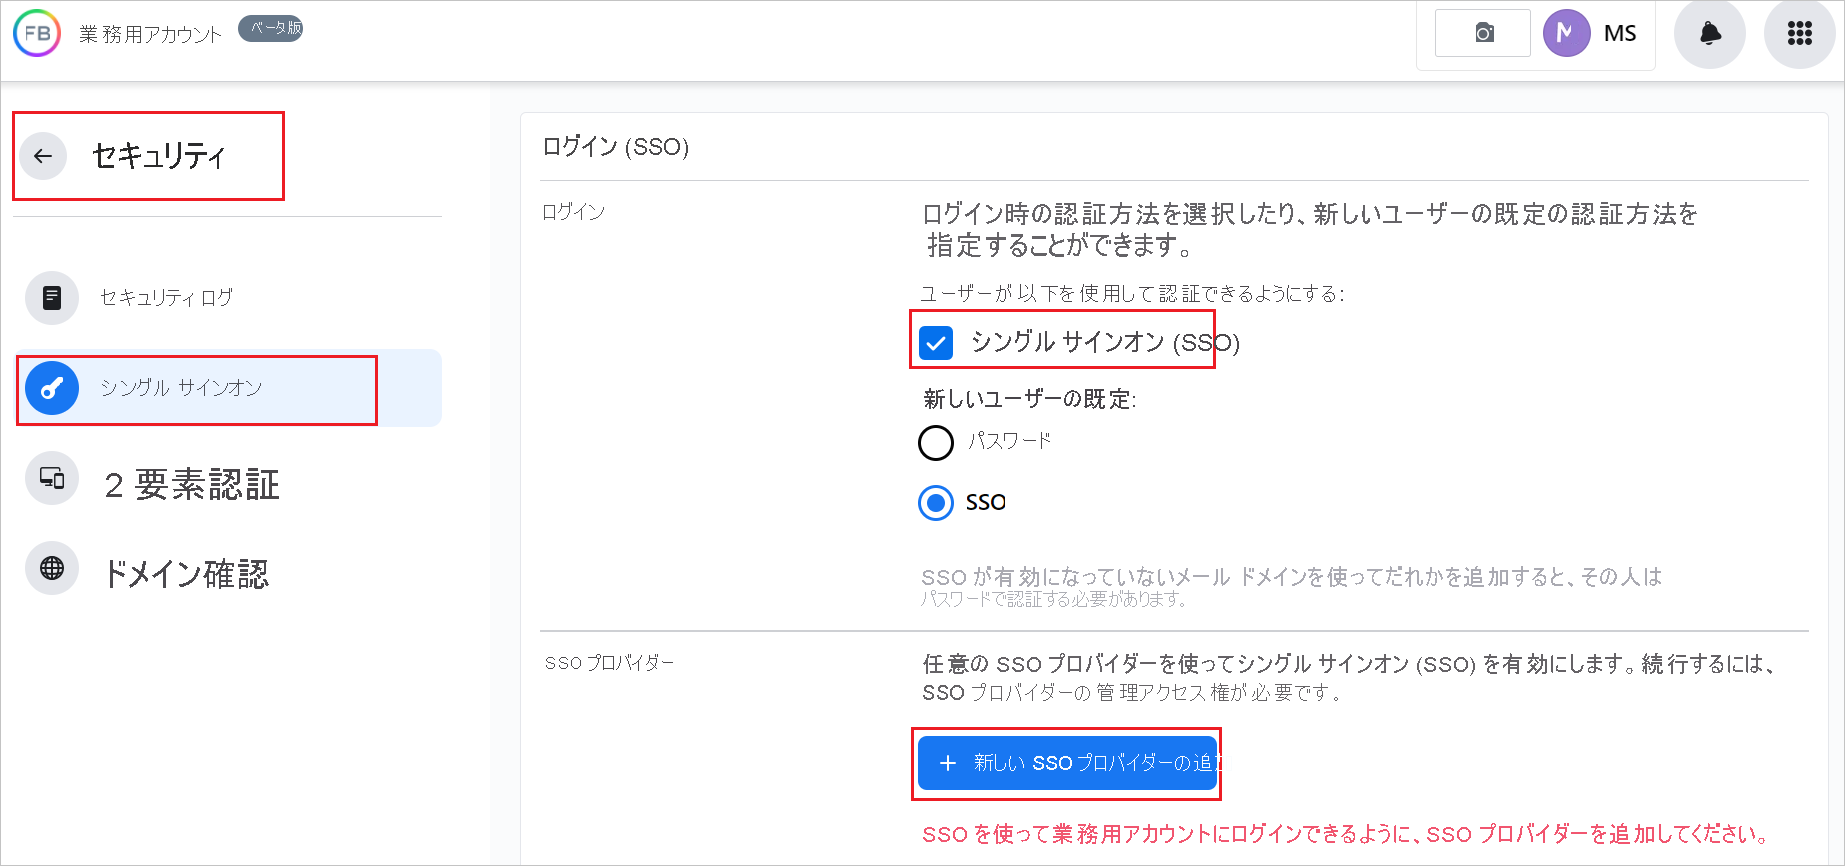 FB 業務用アカウント ベータ版
MS
セキュリティ
セキュリティ ログ
シングル サインオン
2 要素認証
ドメイン確認
ログイン (SSO)
ログイン
ログイン時の認証方法を選択したり、新しいユーザーの既定の認証方法を
指定することができます。
ユーザーが以下を使用して認証できるようにする:
シングル サインオン (SSO)
新しいユーザーの既定:
パスワード
SSO
SSO が有効になっていないメール ドメインを使ってだれかを追加すると、その人は
パスワードで認証する必要があります。
SSO プロバイダー
任意の SSO プロバイダーを使ってシングル サインオン (SSO) を有効にします。続行するには、
SSO プロバイダーの管理アクセス権が必要です。
+ 新しい SSO プロバイダーの追
SSO を使って業務用アカウントにログインできるように、SSO プロバイダーを追加してください。